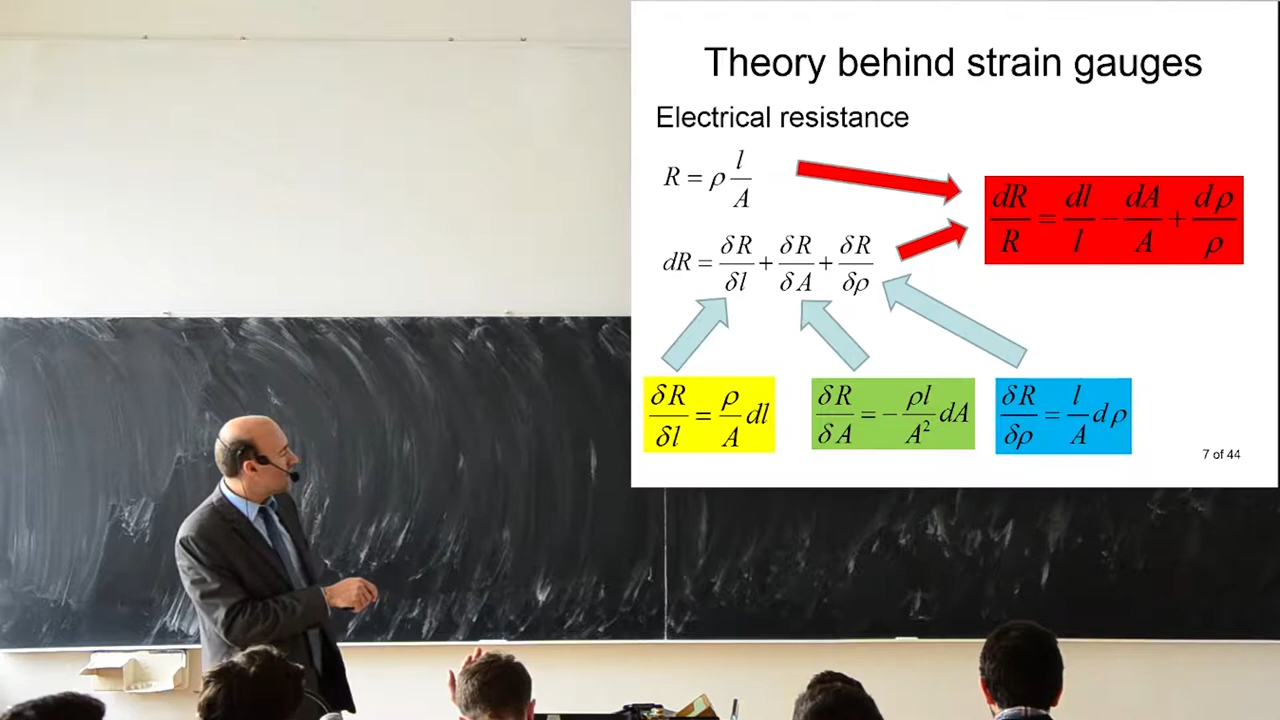 Theory behind strain gauges
Electrical resistance
R = ρ l/A
dR/R = dl/l − dA/A + dρ/ρ
dR = δR/δl + δR/δA + δR/δρ
δR/δl = ρ/A dl
δR/δA = − ρl/A² dA
δR/δρ = l/A dρ
7 of 44